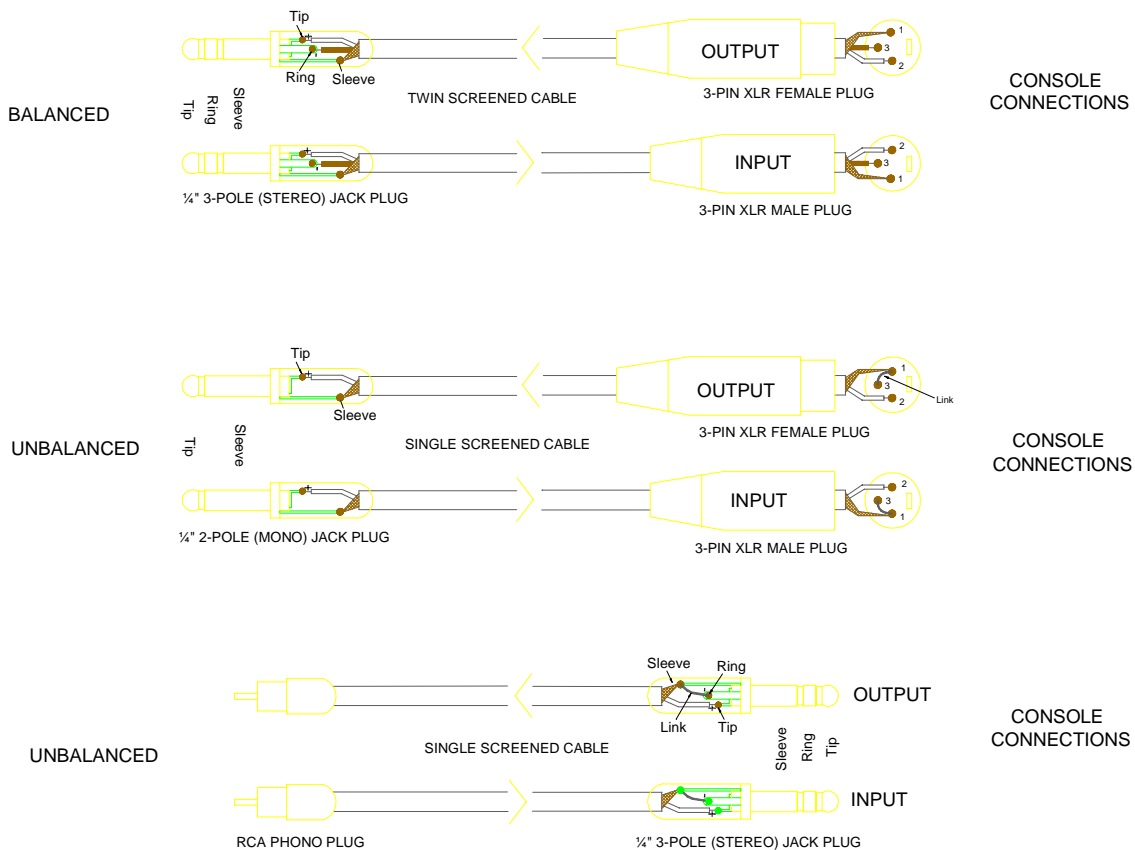 Tip
+
1
OUTPUT
3
-
2
Ring
Sleeve
CONSOLE
CONNECTIONS
TWIN SCREENED CABLE
3-PIN XLR FEMALE PLUG
BALANCED
Tip
Ring
Sleeve
+
2
INPUT
3
-
1
¼" 3-POLE (STEREO) JACK PLUG
3-PIN XLR MALE PLUG
Tip
+
1
OUTPUT
3
2
Link
Sleeve
3-PIN XLR FEMALE PLUG
UNBALANCED
Tip
Sleeve
SINGLE SCREENED CABLE
CONSOLE
CONNECTIONS
+
2
INPUT
3
1
¼" 2-POLE (MONO) JACK PLUG
3-PIN XLR MALE PLUG
Sleeve
Ring
-
OUTPUT
+
Link
Tip
CONSOLE
CONNECTIONS
UNBALANCED
SINGLE SCREENED CABLE
Sleeve
Ring
Tip
-
INPUT
+
RCA PHONO PLUG
¼" 3-POLE (STEREO) JACK PLUG